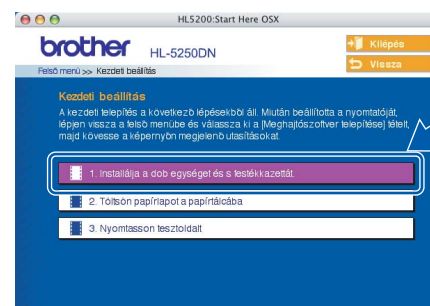 HL5200:Start Here OSX
brother HL-5250DN
Kilépés
Vissza
Felső menü >> Kezdeti beállítás
Kezdeti beállítás
A kezdeti telepítés a következő lépésekből áll. Miután beállította a nyomtatóját,
lépjen vissza a felső menübe és válassza ki a [Meghajtószoftver telepítése] tételt,
majd kövesse a képernyőn megjelenő utasításokat.
1. Installálja a dob egységet és s festékkazettát.
2. Töltsön papírlapot a papírtálcába
3. Nyomtasson tesztoldalt